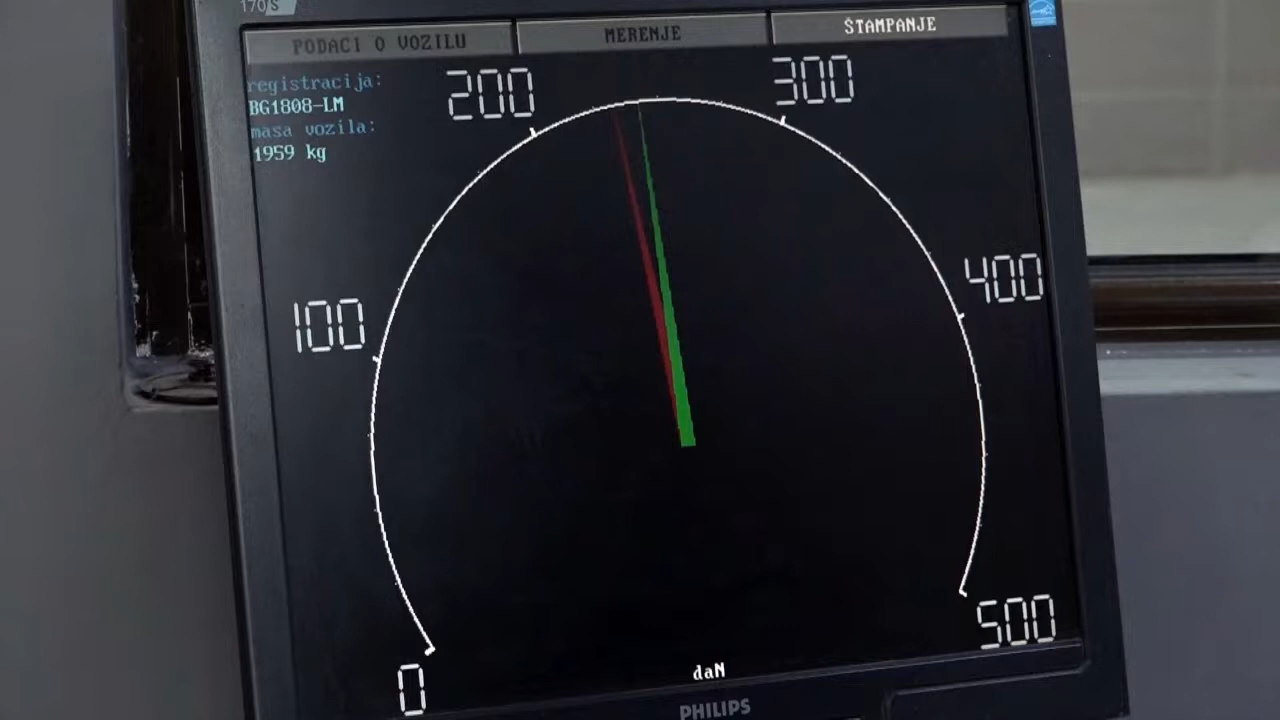 170S
PODACI O VOZILU
MERENJE
ŠTAMPANJE
registracija:
BG1808-LM
masa vozila:
1959 kg
200
300
100
400
0
500
daN
PHILIPS